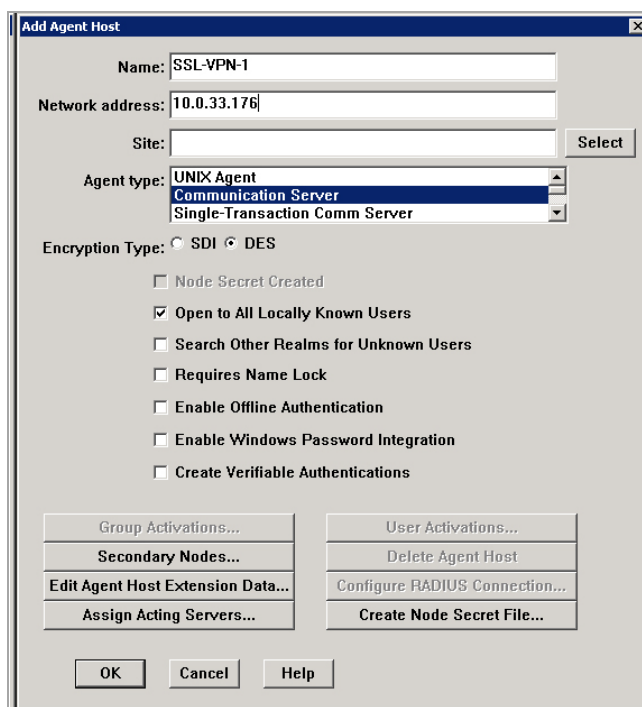 Add Agent Host
Name: SSL-VPN-1
Network address: 10.0.33.176
Site: Select
Agent type: UNIX Agent
Communication Server
Single-Transaction Comm Server
Encryption Type: SDI DES
Node Secret Created
Open to All Locally Known Users
Search Other Realms for Unknown Users
Requires Name Lock
Enable Offline Authentication
Enable Windows Password Integration
Create Verifiable Authentications
Group Activations... User Activations...
Secondary Nodes... Delete Agent Host
Edit Agent Host Extension Data... Configure RADIUS Connection...
Assign Acting Servers... Create Node Secret File...
OK Cancel Help